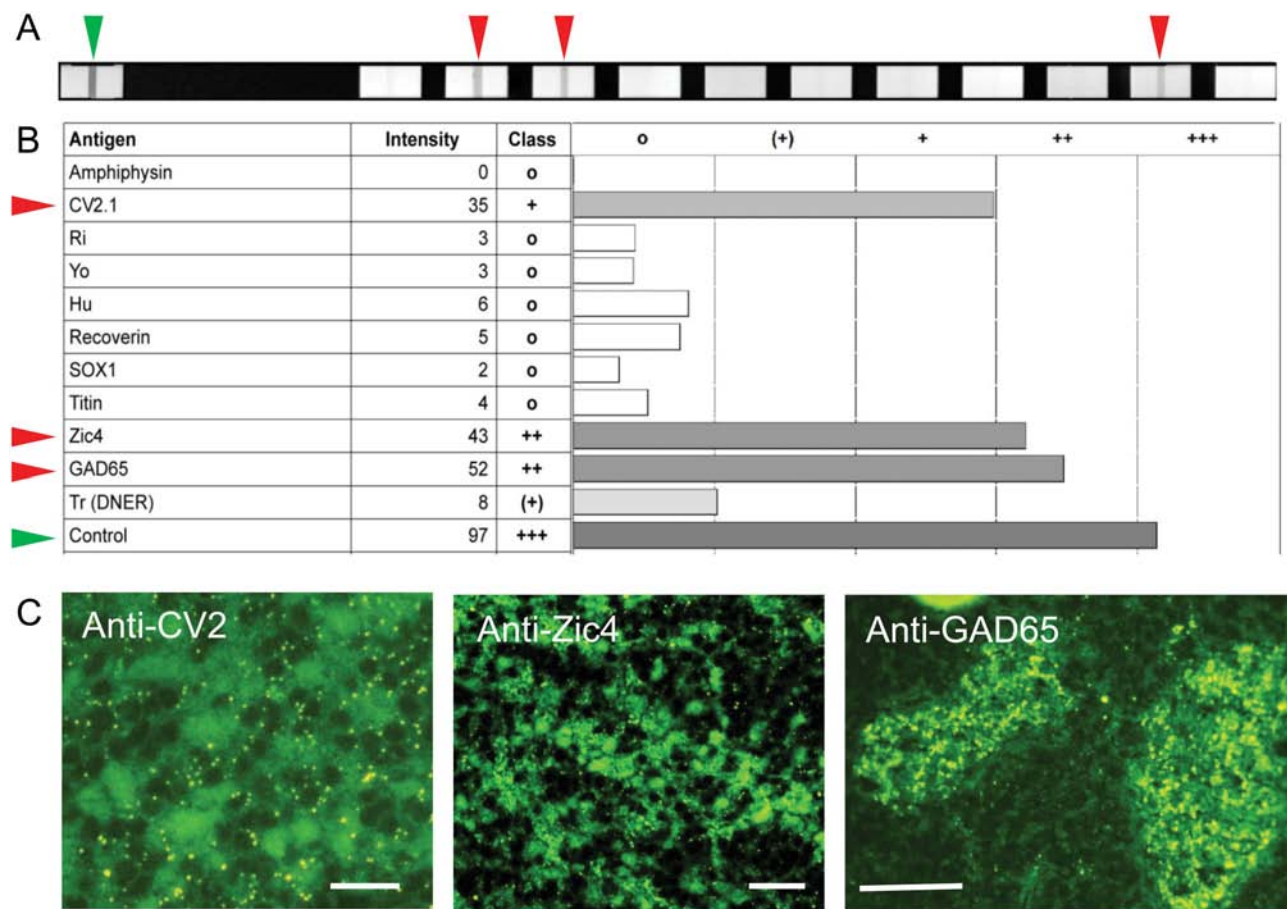 A
B
Antigen Intensity Class o (+) + ++ +++
Amphiphysin 0 o
CV2.1 35 +
Ri 3 o
Yo 3 o
Hu 6 o
Recoverin 5 o
SOX1 2 o
Titin 4 o
Zic4 43 ++
GAD65 52 ++
Tr (DNER) 8 (+)
Control 97 +++
C
Anti-CV2 Anti-Zic4 Anti-GAD65